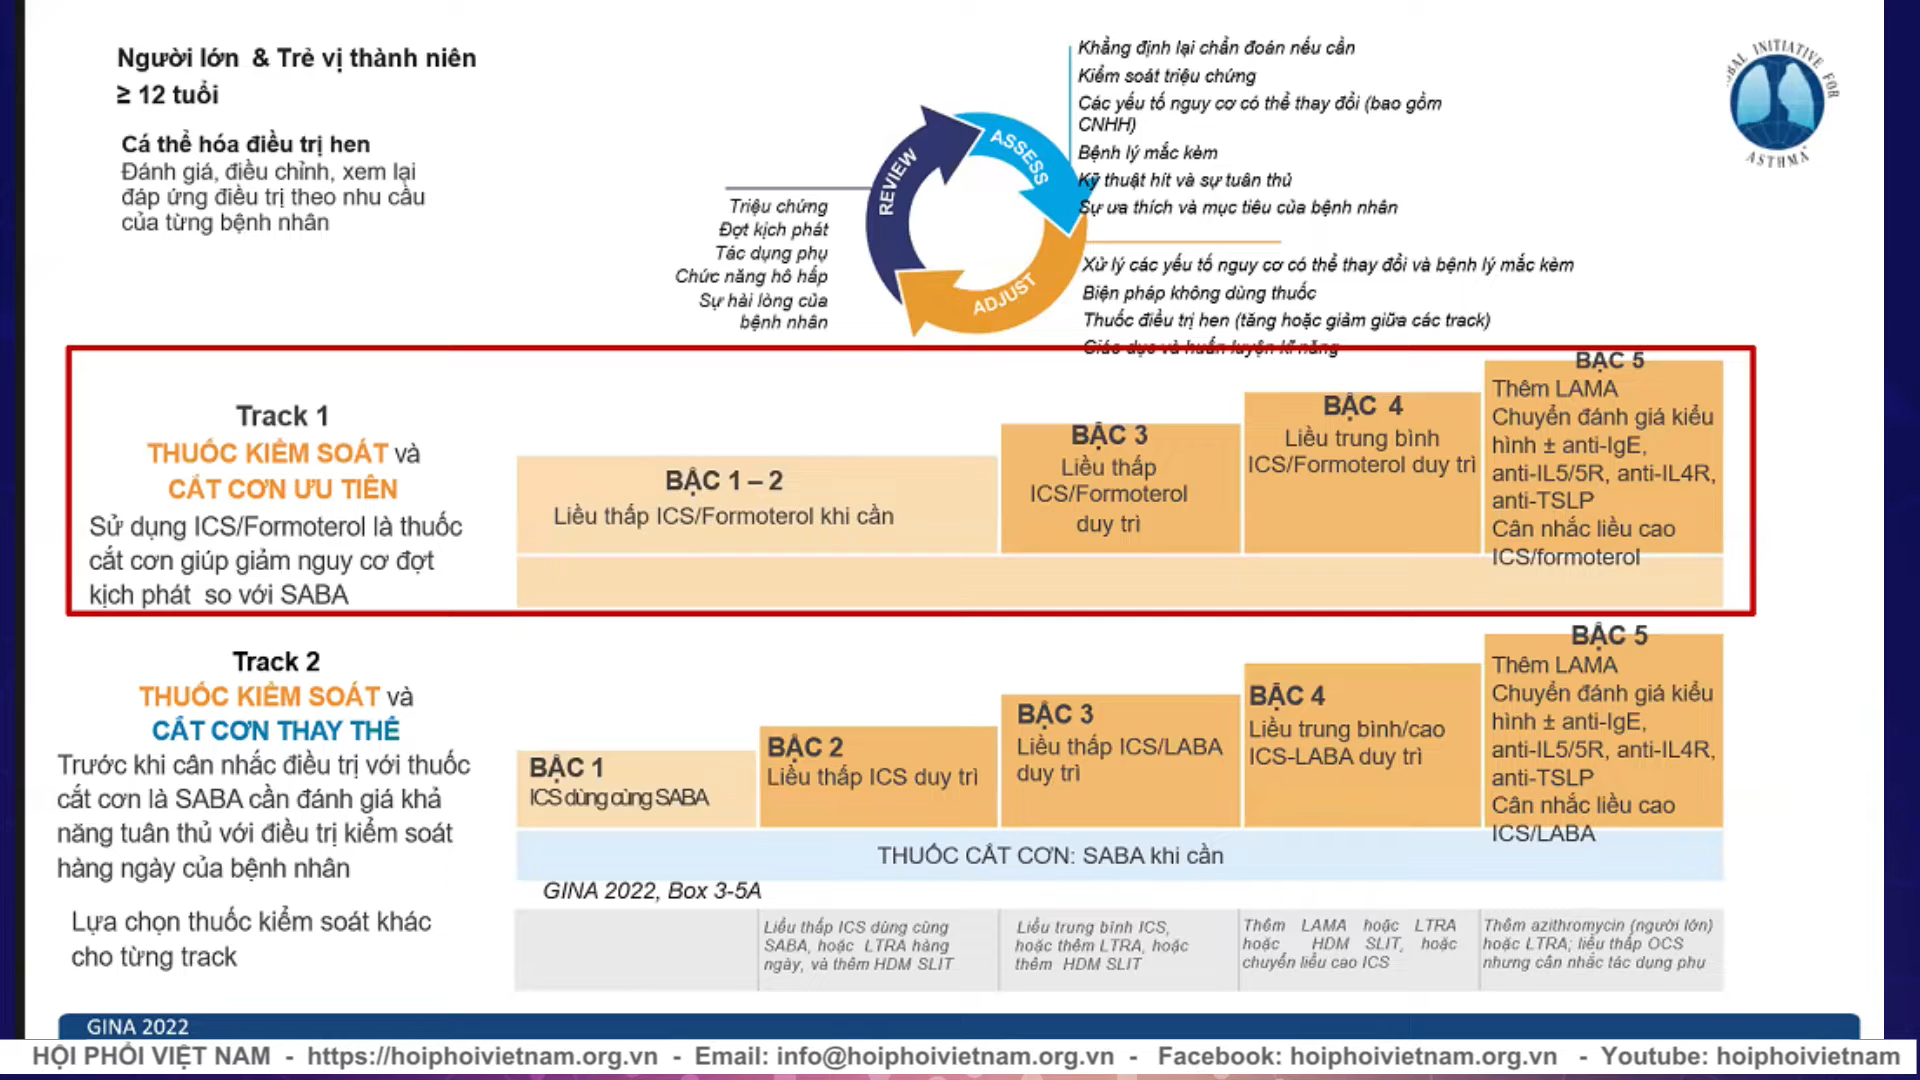 Người lớn & Trẻ vị thành niên
≥ 12 tuổi
Cá thể hóa điều trị hen
Đánh giá, điều chỉnh, xem lại
đáp ứng điều trị theo nhu cầu
của từng bệnh nhân
REVIEW
ASSESS
ADJUST
Khẳng định lại chẩn đoán nếu cần
Kiểm soát triệu chứng
Các yếu tố nguy cơ có thể thay đổi (bao gồm
CNHH)
Bệnh lý mắc kèm
Kỹ thuật hít và sự tuân thủ
Sự ưa thích và mục tiêu của bệnh nhân
Triệu chứng
Đợt kịch phát
Tác dụng phụ
Chức năng hô hấp
Sự hài lòng của
bệnh nhân
Xử lý các yếu tố nguy cơ có thể thay đổi và bệnh lý mắc kèm
Biện pháp không dùng thuốc
Thuốc điều trị hen (tăng hoặc giảm giữa các track)
Giáo dục và huấn luyện kĩ năng
BAL INITIATIVE FOR
ASTHMA
Track 1
THUỐC KIỂM SOÁT và
CẮT CƠN ƯU TIÊN
Sử dụng ICS/Formoterol là thuốc
cắt cơn giúp giảm nguy cơ đợt
kịch phát so với SABA
BẬC 1 – 2
Liều thấp ICS/Formoterol khi cần
BẬC 3
Liều thấp
ICS/Formoterol
duy trì
BẬC 4
Liều trung bình
ICS/Formoterol duy trì
BẬC 5
Thêm LAMA
Chuyển đánh giá kiểu
hình ± anti-IgE,
anti-IL5/5R, anti-IL4R,
anti-TSLP
Cân nhắc liều cao
ICS/formoterol
Track 2
THUỐC KIỂM SOÁT và
CẮT CƠN THAY THẾ
Trước khi cân nhắc điều trị với thuốc
cắt cơn là SABA cần đánh giá khả
năng tuân thủ với điều trị kiểm soát
hàng ngày của bệnh nhân
BẬC 1
ICS dùng cùng SABA
BẬC 2
Liều thấp ICS duy trì
BẬC 3
Liều thấp ICS/LABA
duy trì
BẬC 4
Liều trung bình/cao
ICS-LABA duy trì
BẬC 5
Thêm LAMA
Chuyển đánh giá kiểu
hình ± anti-IgE,
anti-IL5/5R, anti-IL4R,
anti-TSLP
Cân nhắc liều cao
ICS/LABA
THUỐC CẮT CƠN: SABA khi cần
GINA 2022, Box 3-5A
Lựa chọn thuốc kiểm soát khác
cho từng track
Liều thấp ICS dùng cùng
SABA, hoặc LTRA hàng
ngày, và thêm HDM SLIT
Liều trung bình ICS,
hoặc thêm LTRA, hoặc
thêm HDM SLIT
Thêm LAMA hoặc LTRA
hoặc HDM SLIT, hoặc
chuyển liều cao ICS
Thêm azithromycin (người lớn)
hoặc LTRA; liều thấp OCS
nhưng cân nhắc tác dụng phụ
GINA 2022
HỘI PHỔI VIỆT NAM - https://hoiphoivietnam.org.vn - Email: info@hoiphoivietnam.org.vn - Facebook: hoiphoivietnam.org.vn - Youtube: hoiphoivietnam